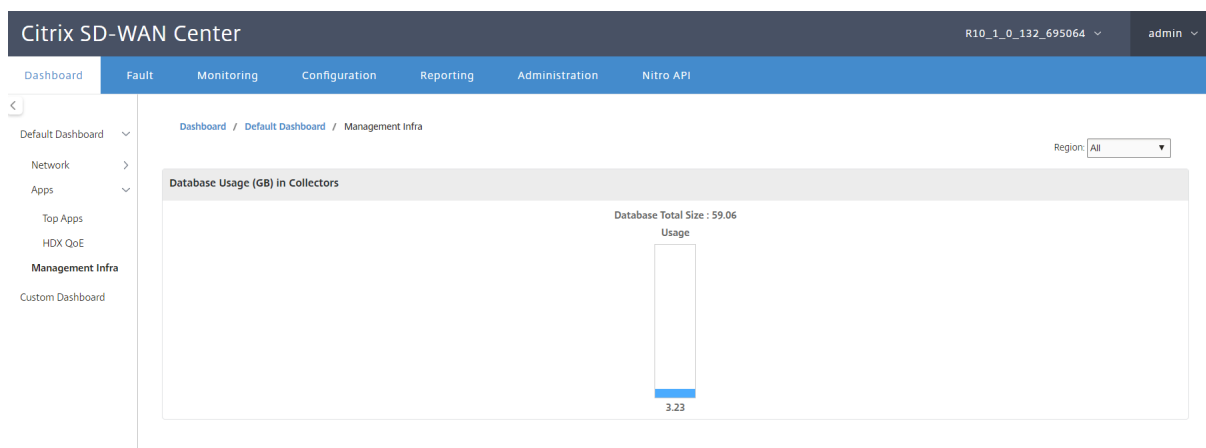 Citrix SD-WAN Center
R10_1_0_132_695064
admin
Dashboard Fault Monitoring Configuration Reporting Administration Nitro API
Default Dashboard
Network
Apps
Top Apps
HDX QoE
Management Infra
Custom Dashboard
Dashboard / Default Dashboard / Management Infra
Region: All
Database Usage (GB) in Collectors
Database Total Size : 59.06
Usage
3.23